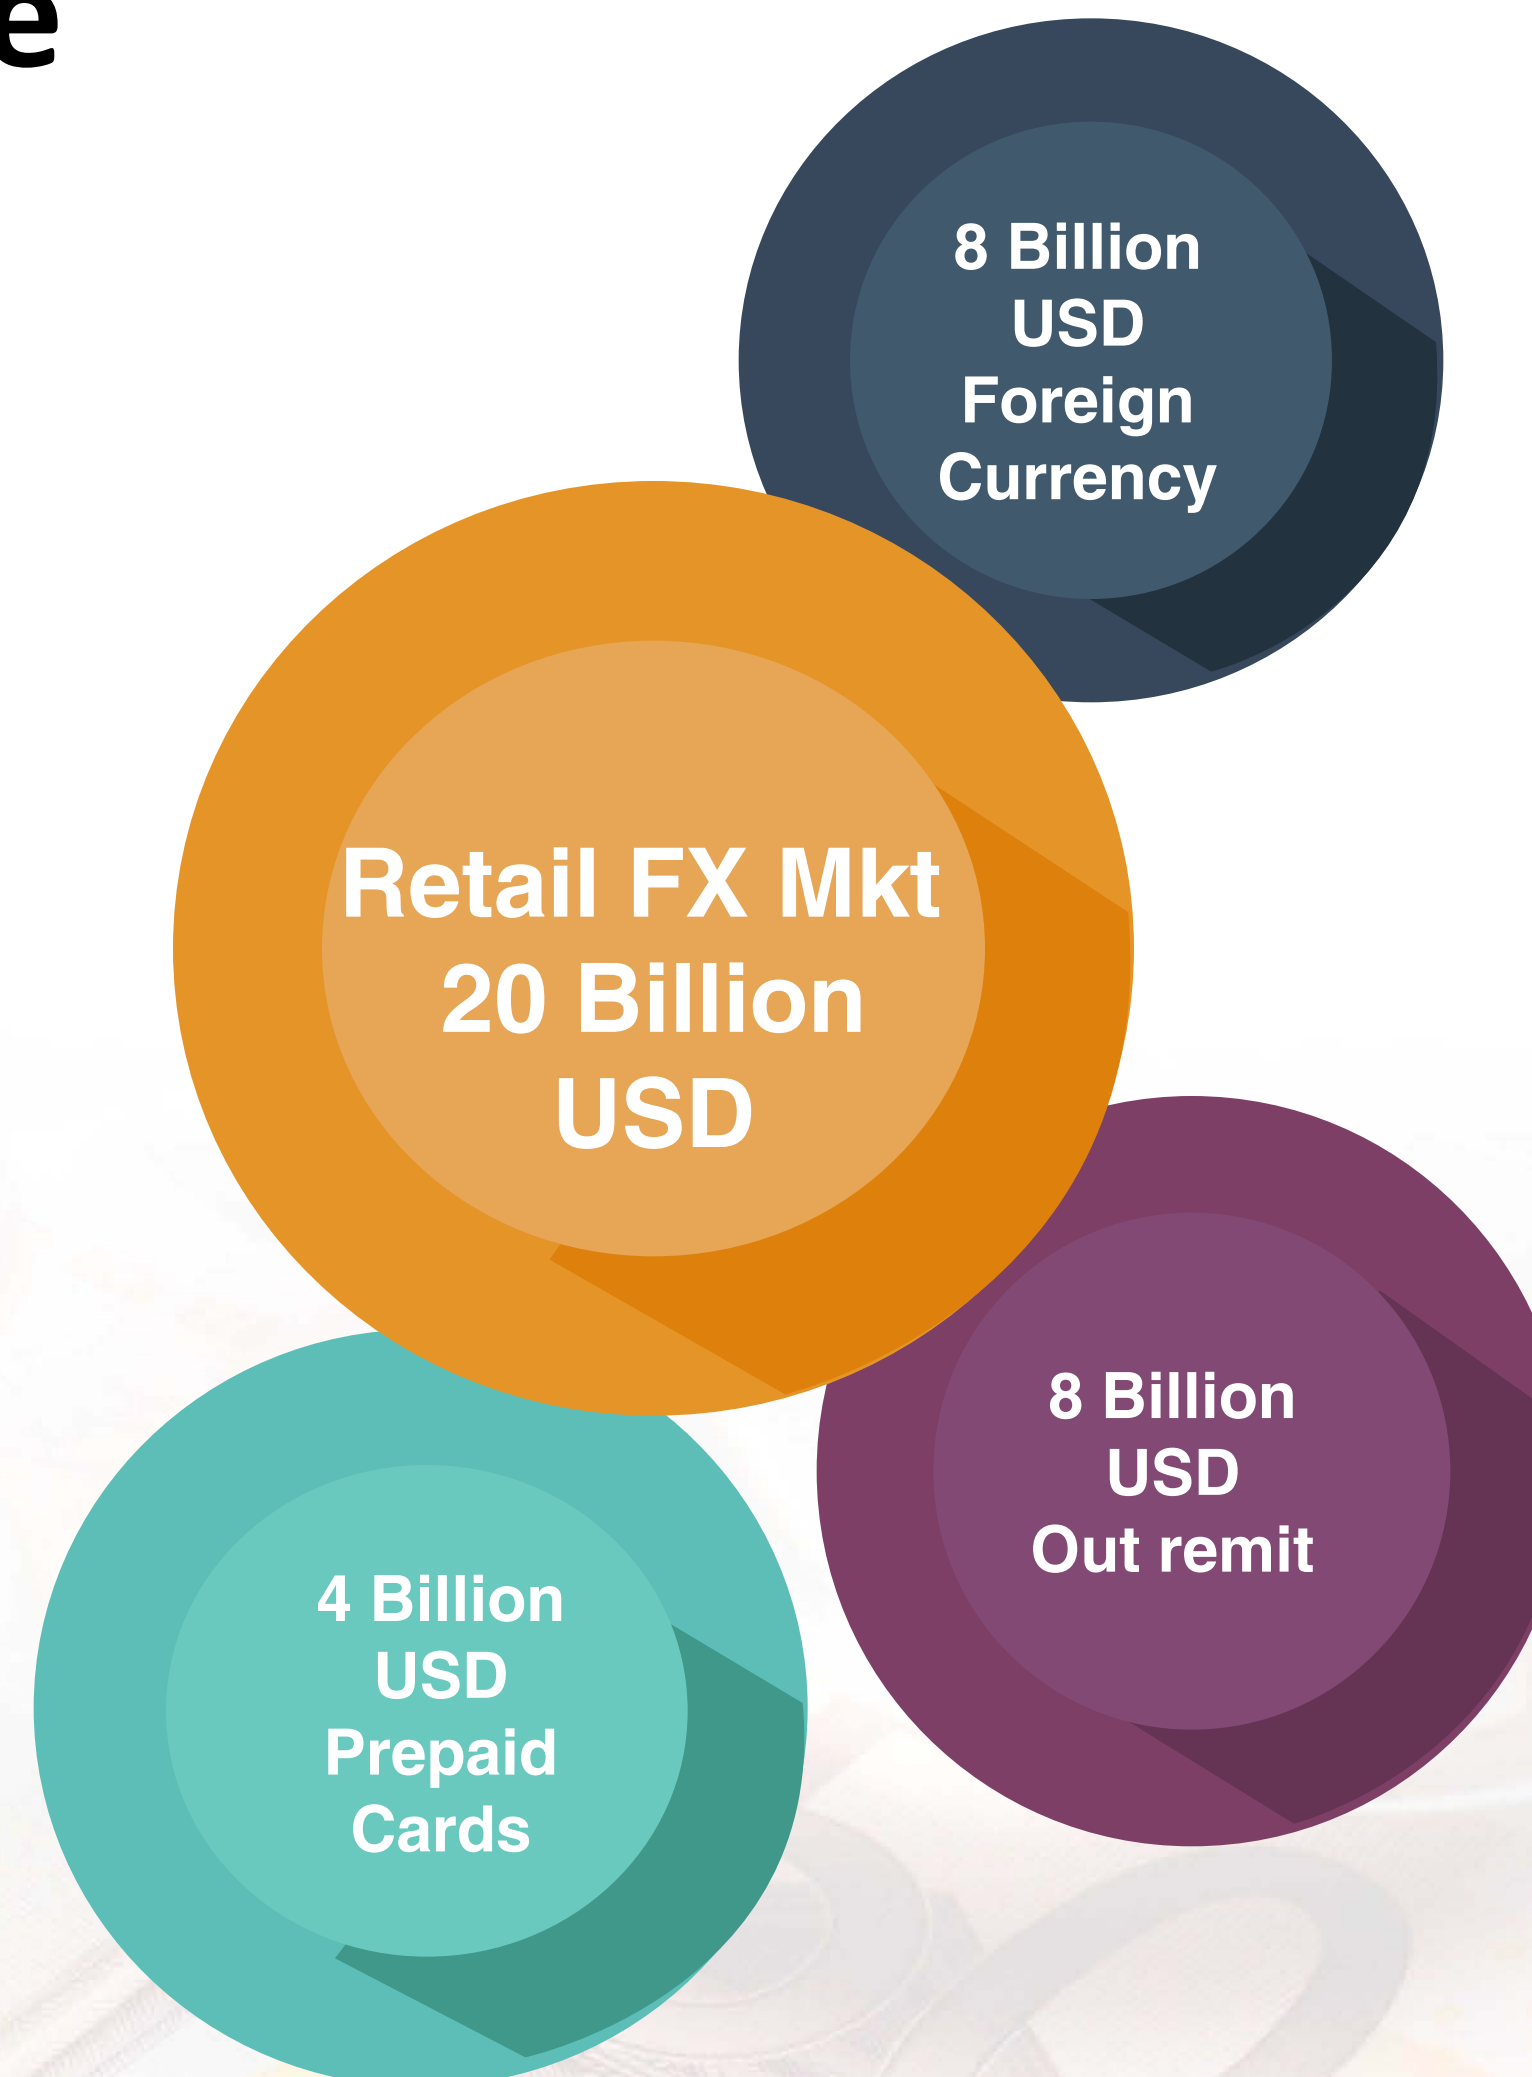 e
8 Billion
USD
Foreign
Currency
Retail FX Mkt
20 Billion
USD
8 Billion
USD
Out remit
4 Billion
USD
Prepaid
Cards